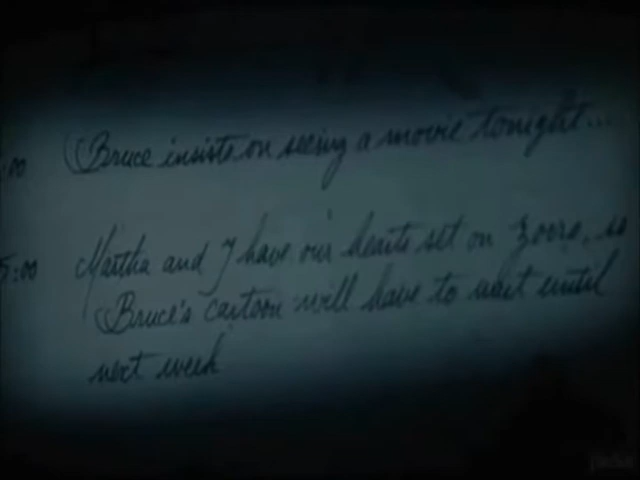 :00 Bruce insists on seeing a movie tonight...
5:00 Martha and I have our hearts set on Zorro, so
Bruce's cartoon will have to wait until
next week